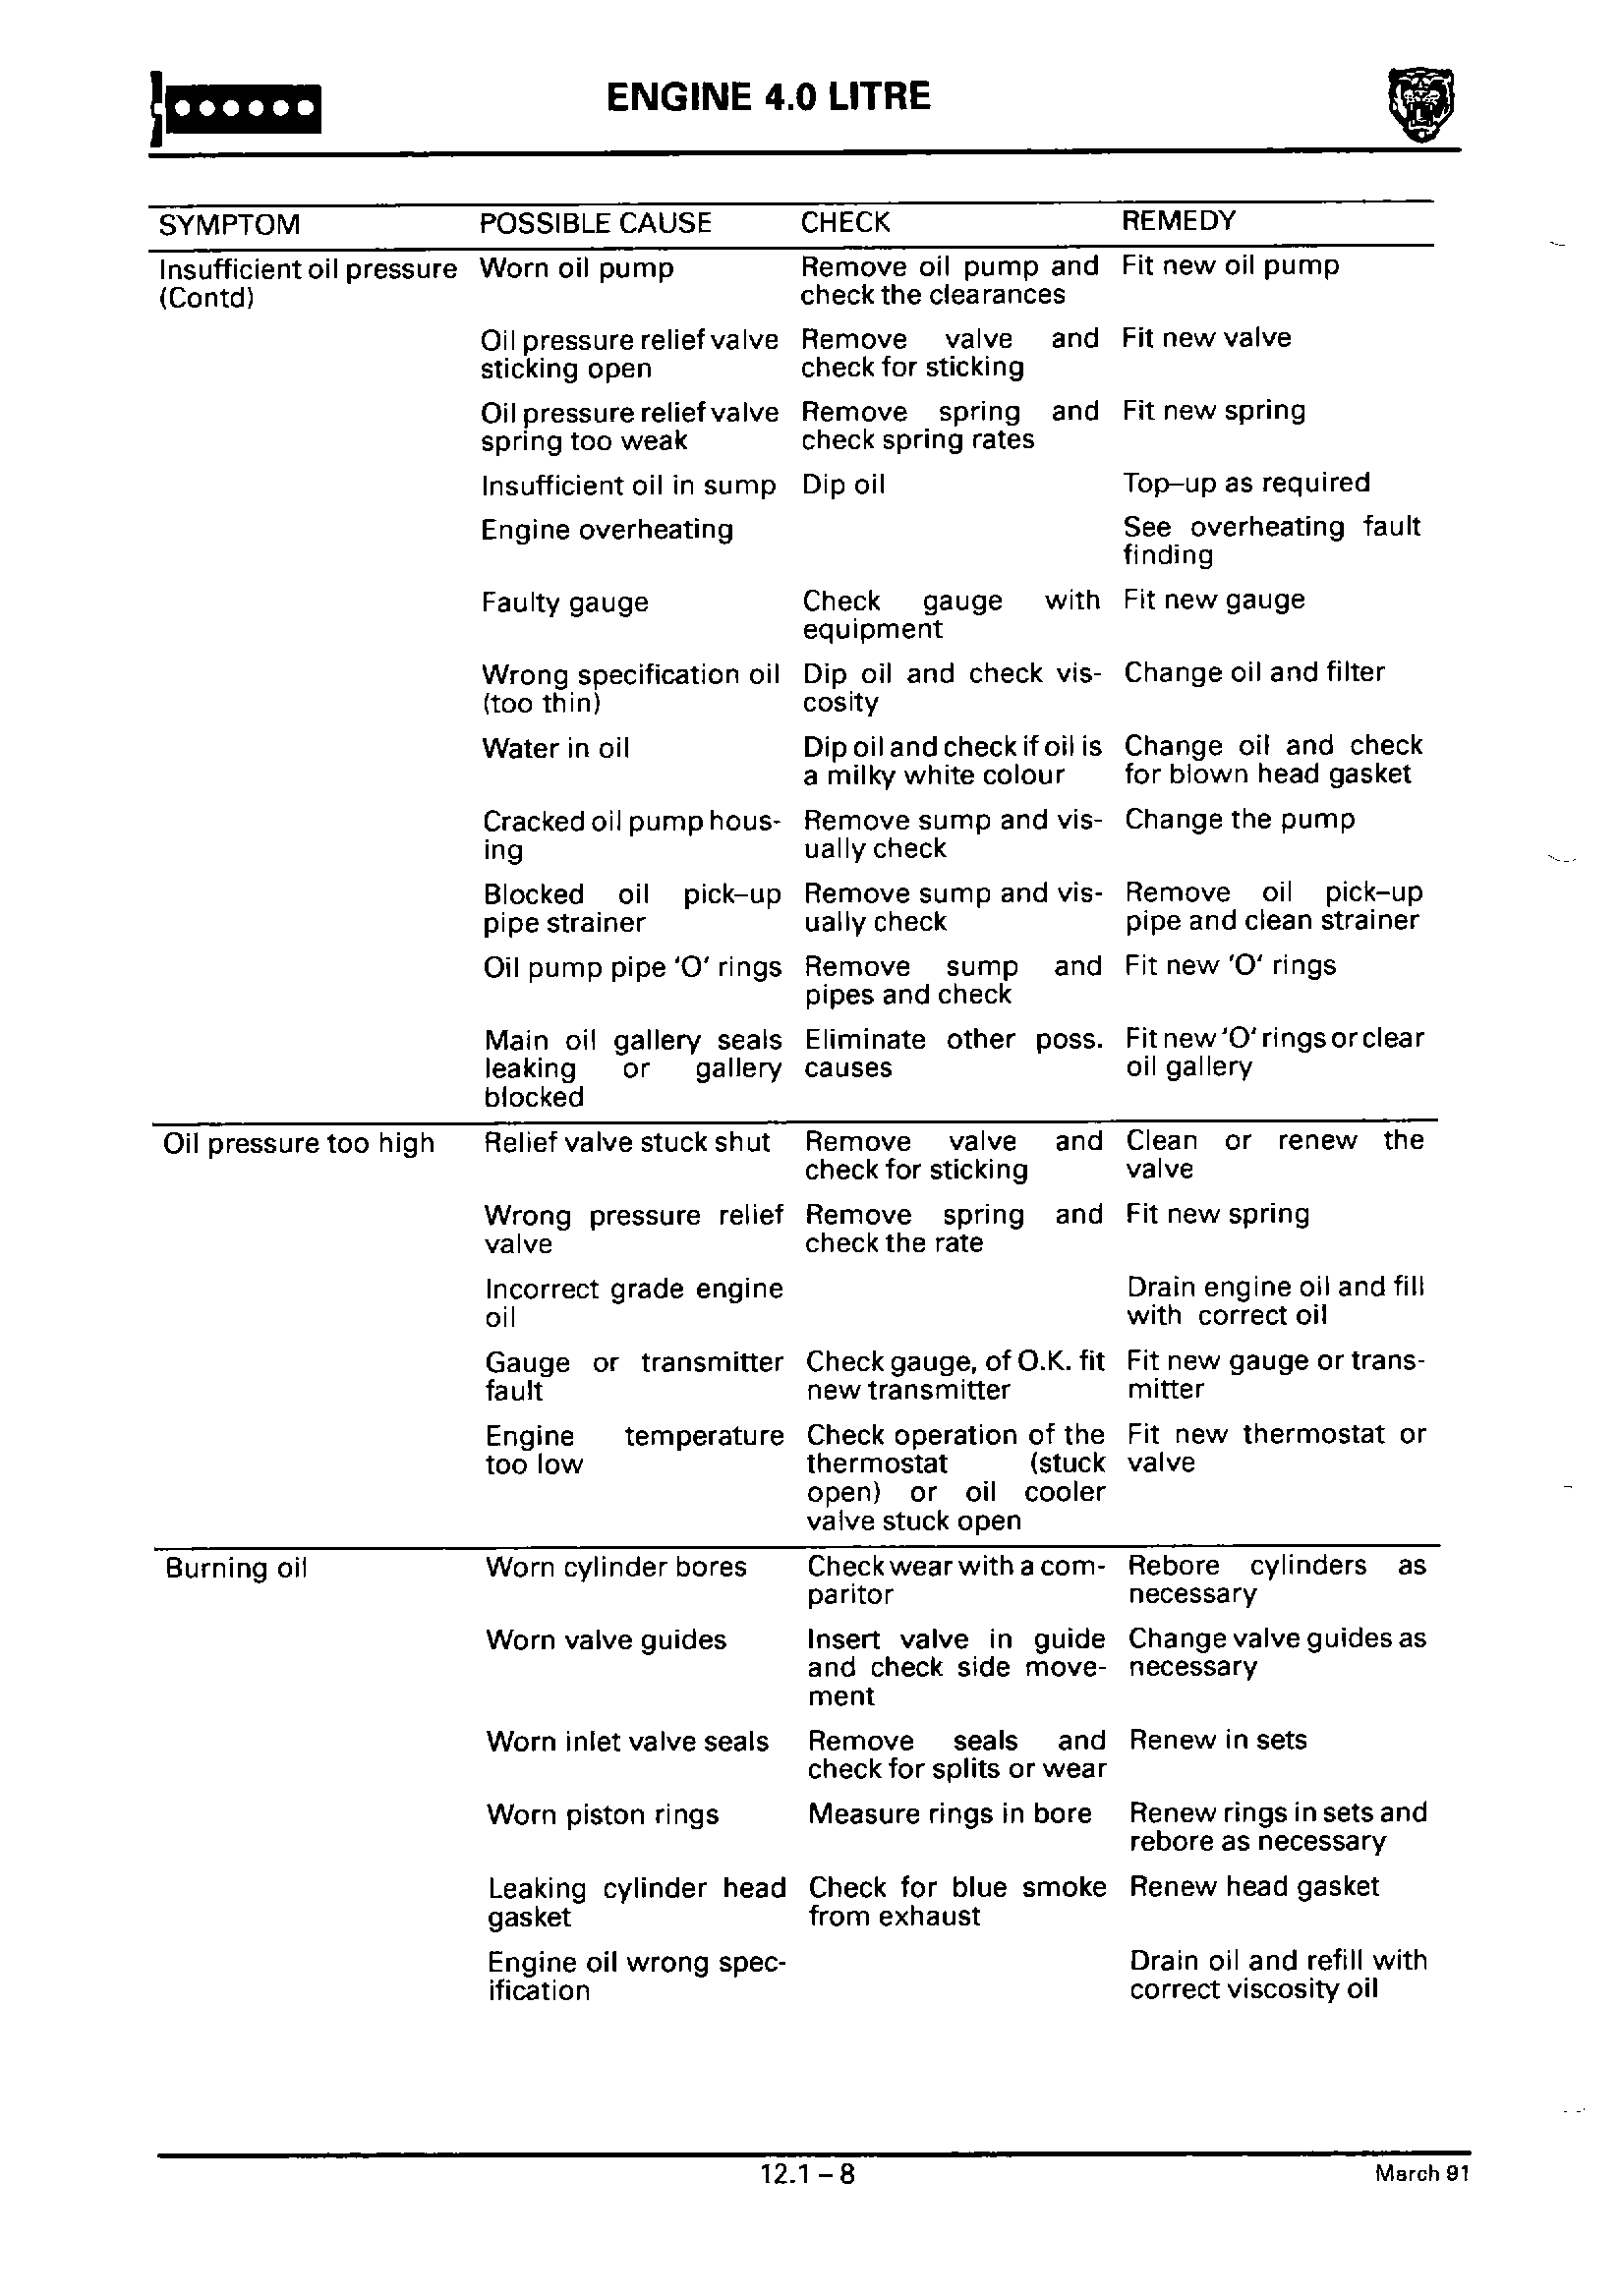 ENGINE 4.0 LITRE
SYMPTOM POSSIBLE CAUSE CHECK REMEDY
Insufficient oil pressure Worn oil pump Remove oil pump and Fit new oil pump
(Contd) check the clearances
Oil pressure relief valve Remove valve and Fit new valve
sticking open check for sticking
Oil pressure relief valve Remove spring and Fit new spring
spring too weak check spring rates
Insufficient oil in sump Dip oil Top–up as required
Engine overheating See overheating fault
finding
Faulty gauge Check gauge with Fit new gauge
equipment
Wrong specification oil Dip oil and check vis- Change oil and filter
(too thin) cosity
Water in oil Dip oil and check if oil is Change oil and check
a milky white colour for blown head gasket
Cracked oil pump hous- Remove sump and vis- Change the pump
ing ually check
Blocked oil pick–up Remove sump and vis- Remove oil pick–up
pipe strainer ually check pipe and clean strainer
Oil pump pipe 'O' rings Remove sump and Fit new 'O' rings
pipes and check
Main oil gallery seals Eliminate other poss. Fit new 'O' rings or clear
leaking or gallery causes oil gallery
blocked
Oil pressure too high Relief valve stuck shut Remove valve and Clean or renew the
check for sticking valve
Wrong pressure relief Remove spring and Fit new spring
valve check the rate
Incorrect grade engine Drain engine oil and fill
oil with correct oil
Gauge or transmitter Check gauge, of O.K. fit Fit new gauge or trans-
fault new transmitter mitter
Engine temperature Check operation of the Fit new thermostat or
too low thermostat (stuck valve
open) or oil cooler
valve stuck open
Burning oil Worn cylinder bores Check wear with a com- Rebore cylinders as
paritor necessary
Worn valve guides Insert valve in guide Change valve guides as
and check side move- necessary
ment
Worn inlet valve seals Remove seals and Renew in sets
check for splits or wear
Worn piston rings Measure rings in bore Renew rings in sets and
rebore as necessary
Leaking cylinder head Check for blue smoke Renew head gasket
gasket from exhaust
Engine oil wrong spec- Drain oil and refill with
ification correct viscosity oil
12.1 – 8 March 91